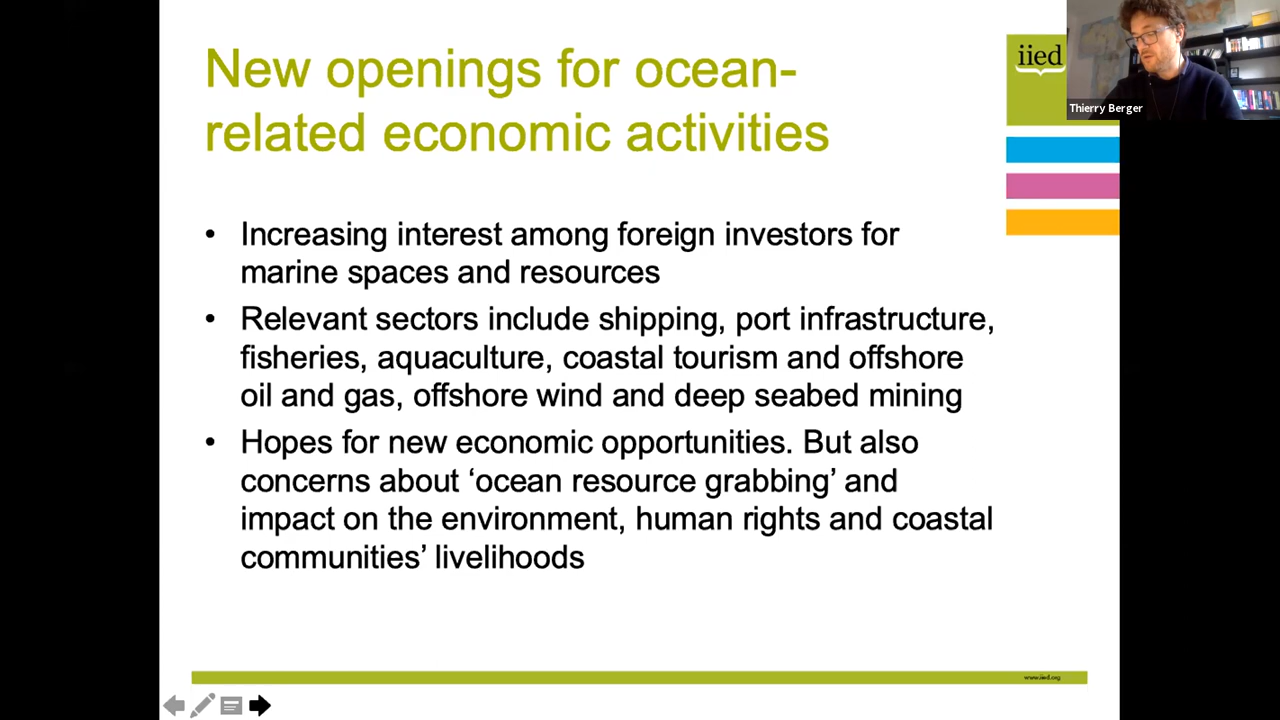 New openings for ocean-
related economic activities
iied
Thierry Berger
• Increasing interest among foreign investors for
marine spaces and resources
• Relevant sectors include shipping, port infrastructure,
fisheries, aquaculture, coastal tourism and offshore
oil and gas, offshore wind and deep seabed mining
• Hopes for new economic opportunities. But also
concerns about ‘ocean resource grabbing’ and
impact on the environment, human rights and coastal
communities’ livelihoods
www.iied.org